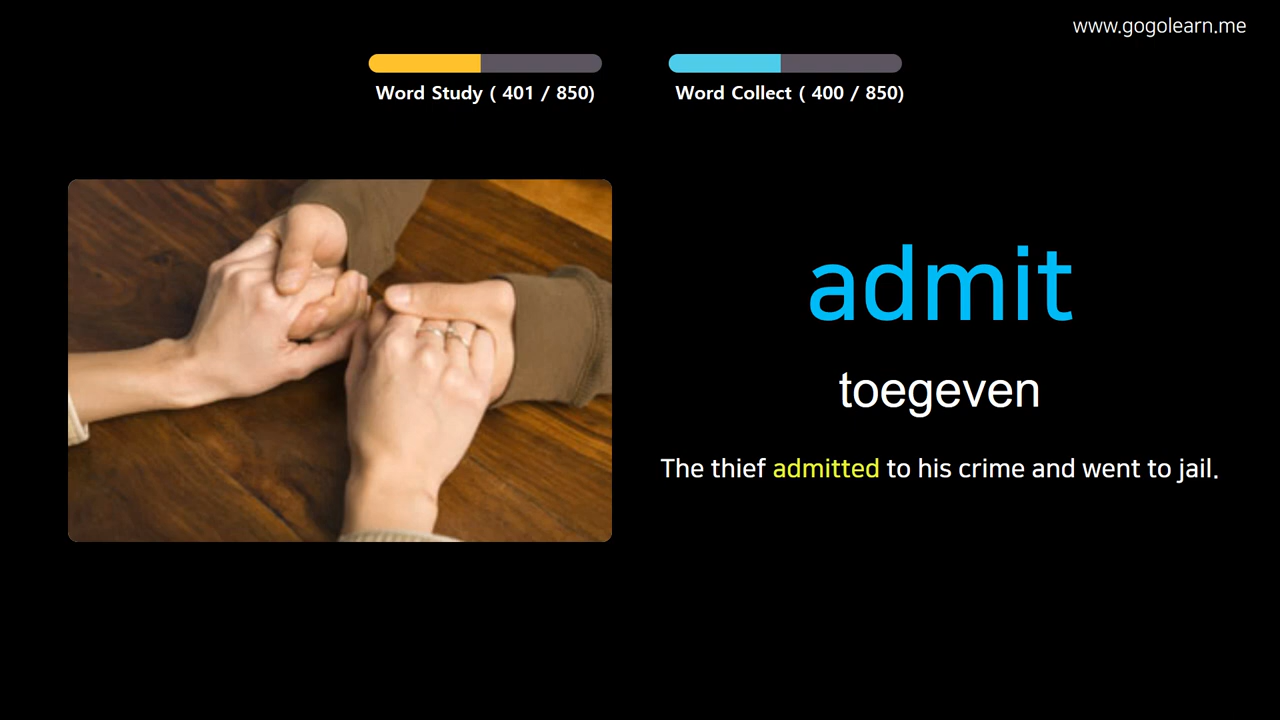 www.gogolearn.me
Word Study ( 401 / 850)
Word Collect ( 400 / 850)
admit
toegeven
The thief admitted to his crime and went to jail.